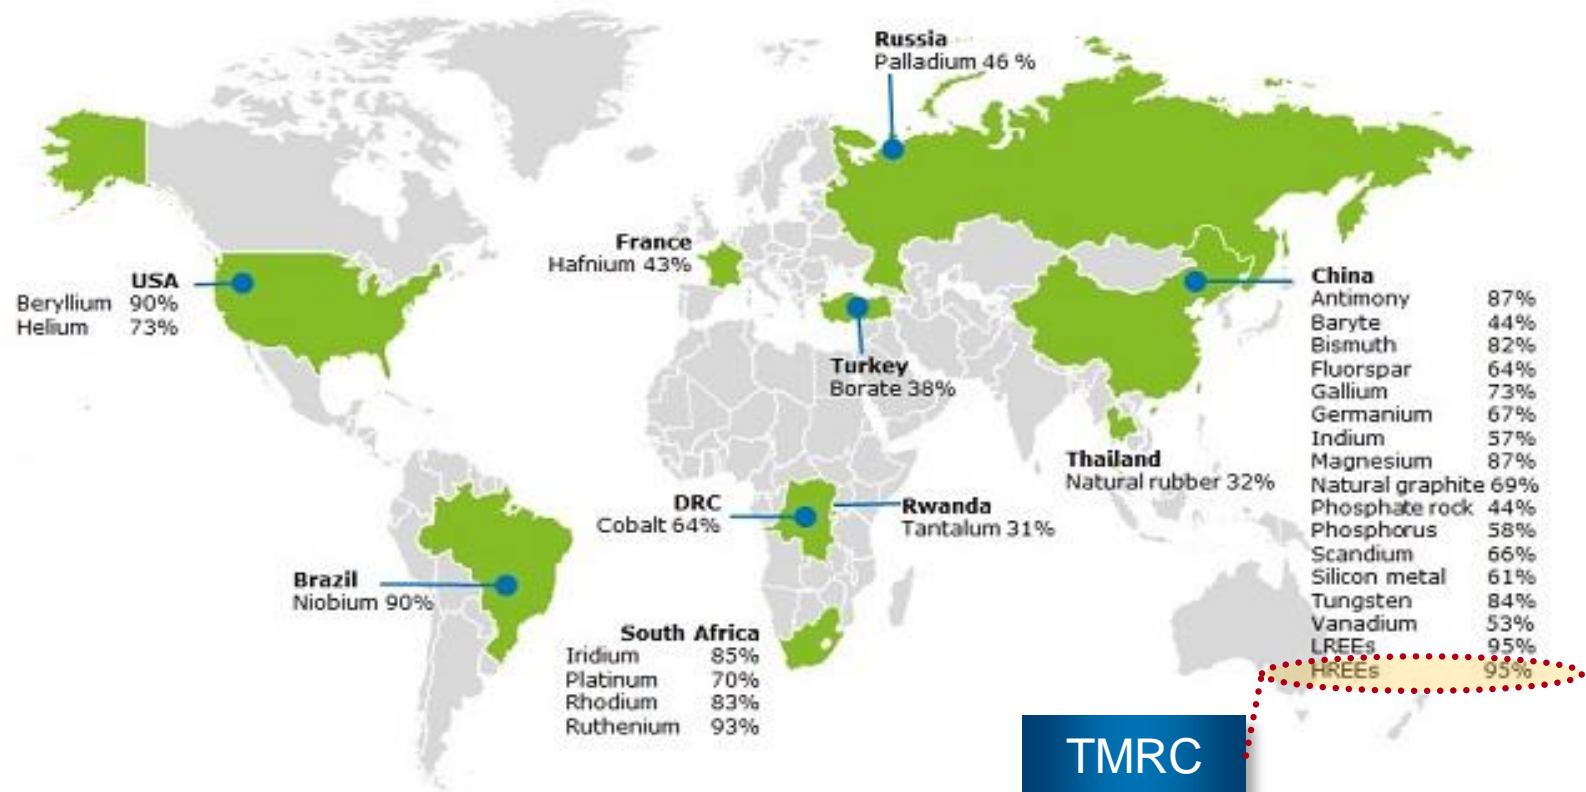 Russia
Palladium 46 %
France
Hafnium 43%
USA
Beryllium 90%
Helium 73%
China
Antimony 87%
Baryte 44%
Bismuth 82%
Fluorspar 64%
Gallium 73%
Germanium 67%
Indium 57%
Magnesium 87%
Natural graphite 69%
Phosphate rock 44%
Phosphorus 58%
Scandium 66%
Silicon metal 61%
Tungsten 84%
Vanadium 53%
LREEs 95%
HREEs 95%
Turkey
Borate 38%
Thailand
Natural rubber 32%
DRC
Cobalt 64%
Rwanda
Tantalum 31%
Brazil
Niobium 90%
South Africa
Iridium 85%
Platinum 70%
Rhodium 83%
Ruthenium 93%
TMRC